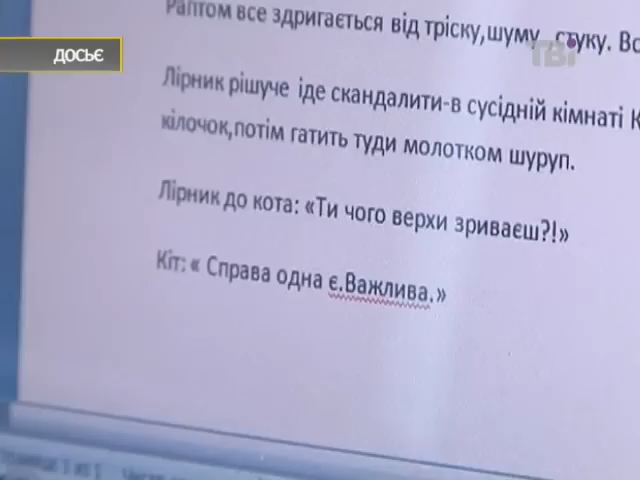 Раптом все здригається від тріску,шуму, стуку. Вс
ДОСЬЄ
ТВі
Лірник рішуче іде скандалити-в сусідній кімнаті К
кілочок,потім гатить туди молотком шуруп.
Лірник до кота: «Ти чого верхи зриваєш?!»
Кіт: « Справа одна є.Важлива.»